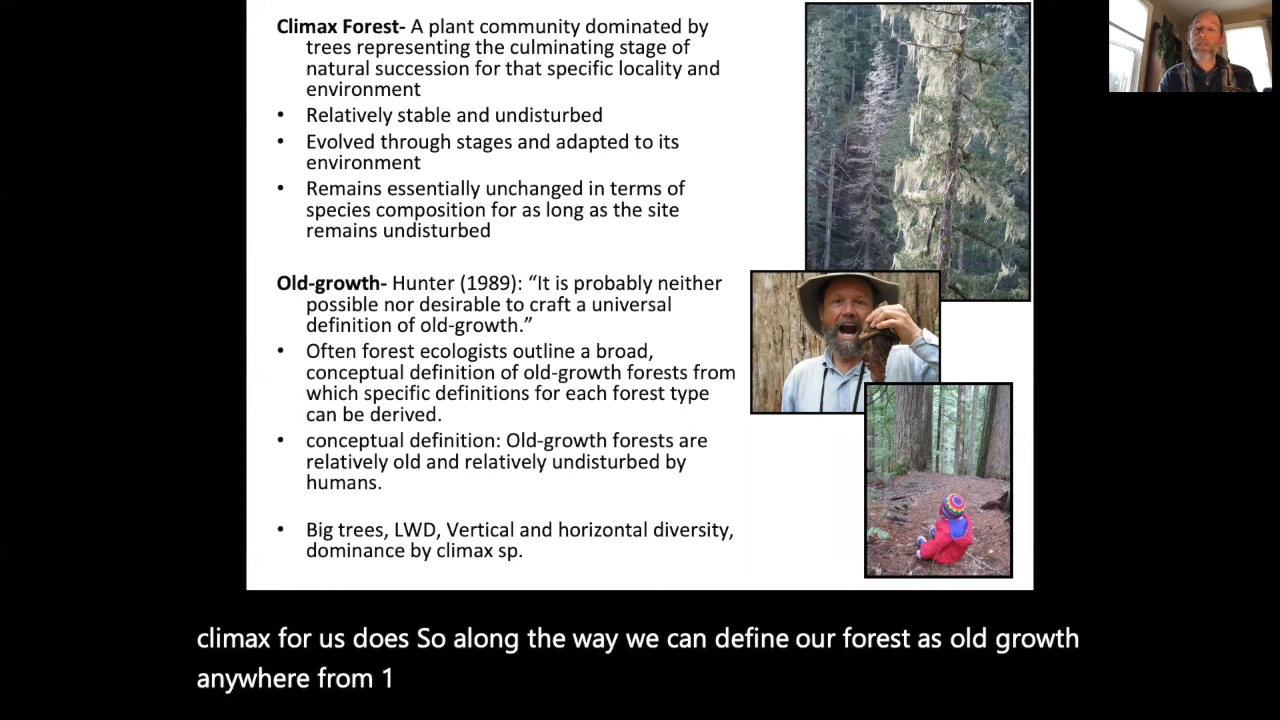 Climax Forest- A plant community dominated by
trees representing the culminating stage of
natural succession for that specific locality and
environment
• Relatively stable and undisturbed
• Evolved through stages and adapted to its
environment
• Remains essentially unchanged in terms of
species composition for as long as the site
remains undisturbed
Old-growth- Hunter (1989): “It is probably neither
possible nor desirable to craft a universal
definition of old-growth.”
• Often forest ecologists outline a broad,
conceptual definition of old-growth forests from
which specific definitions for each forest type
can be derived.
• conceptual definition: Old-growth forests are
relatively old and relatively undisturbed by
humans.
• Big trees, LWD, Vertical and horizontal diversity,
dominance by climax sp.
climax for us does So along the way we can define our forest as old growth
anywhere from 1